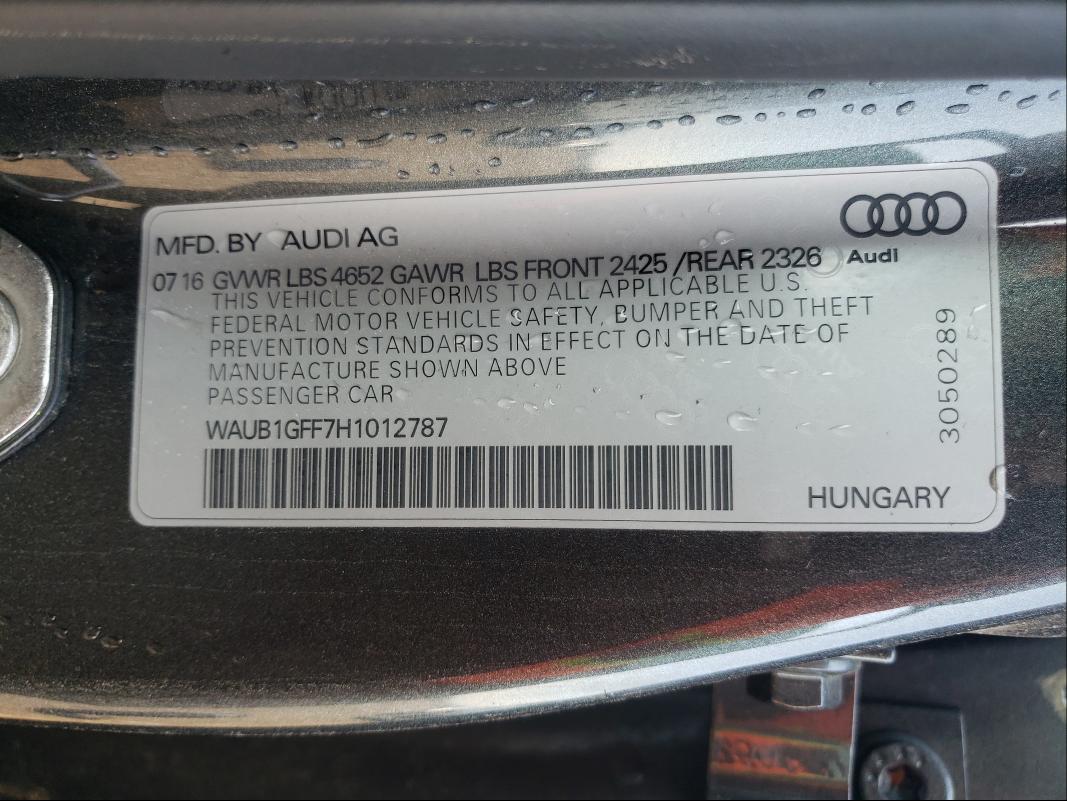 MFD. BY AUDI AG
Audi
07 16 GVWR LBS 4652 GAWR LBS FRONT 2425 /REAR 2326
THIS VEHICLE CONFORMS TO ALL APPLICABLE U.S.
FEDERAL MOTOR VEHICLE SAFETY, BUMPER AND THEFT
PREVENTION STANDARDS IN EFFECT ON THE DATE OF
MANUFACTURE SHOWN ABOVE
PASSENGER CAR
WAUB1GFF7H1012787
3050289
HUNGARY